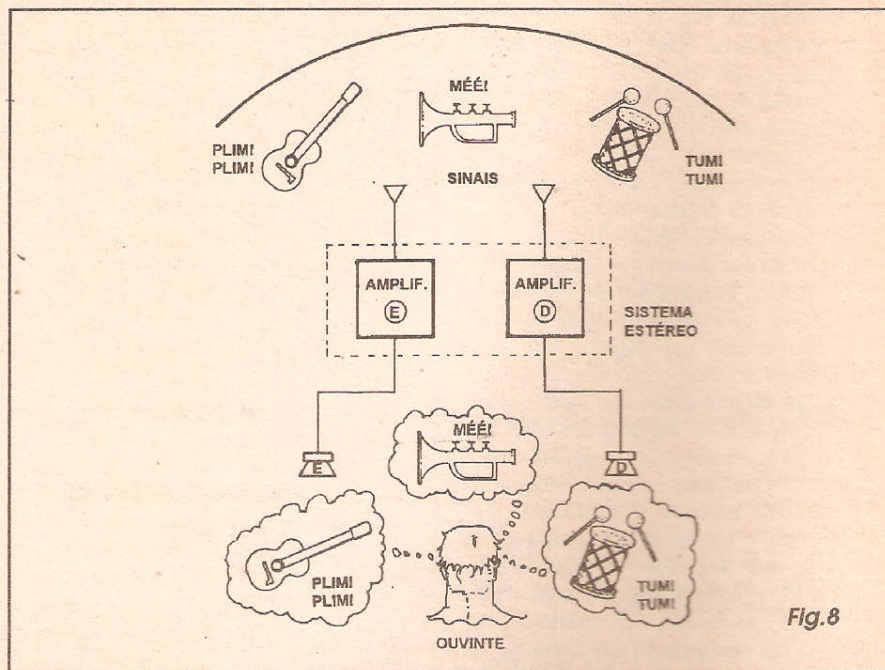 MÉÉ!
PLIM!
PLIM!
TUM!
TUM!
SINAIS
AMPLIF.
E
AMPLIF.
D
SISTEMA
ESTÉREO
MÉÉ!
E
D
PLIM!
PLIM!
TUM!
TUM!
OUVINTE
Fig.8